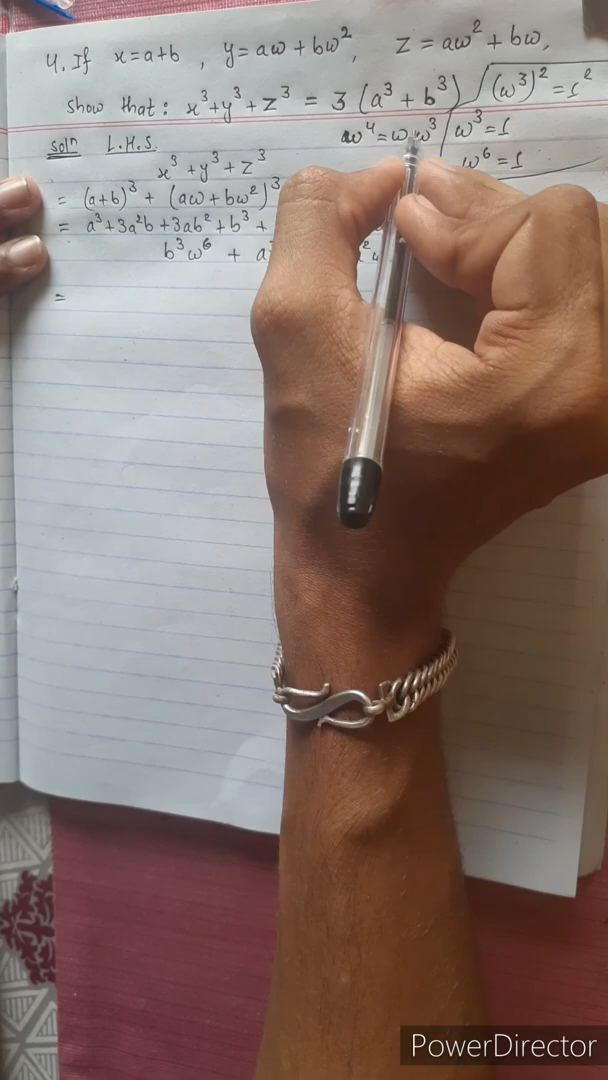 4. If x = a+b , y = aω + bω², z = aω² + bω,
show that : x³+y³+z³ = 3 (a³ + b³)
(ω³)² = 1²
ω⁴ = ω.ω³
ω³ = 1
ω⁶ = 1
Solⁿ L.H.S.
x³ + y³ + z³
= (a+b)³ + (aω + bω²)³
= a³ + 3a²b + 3ab² + b³ +
b³ω⁶ + a
=
PowerDirector